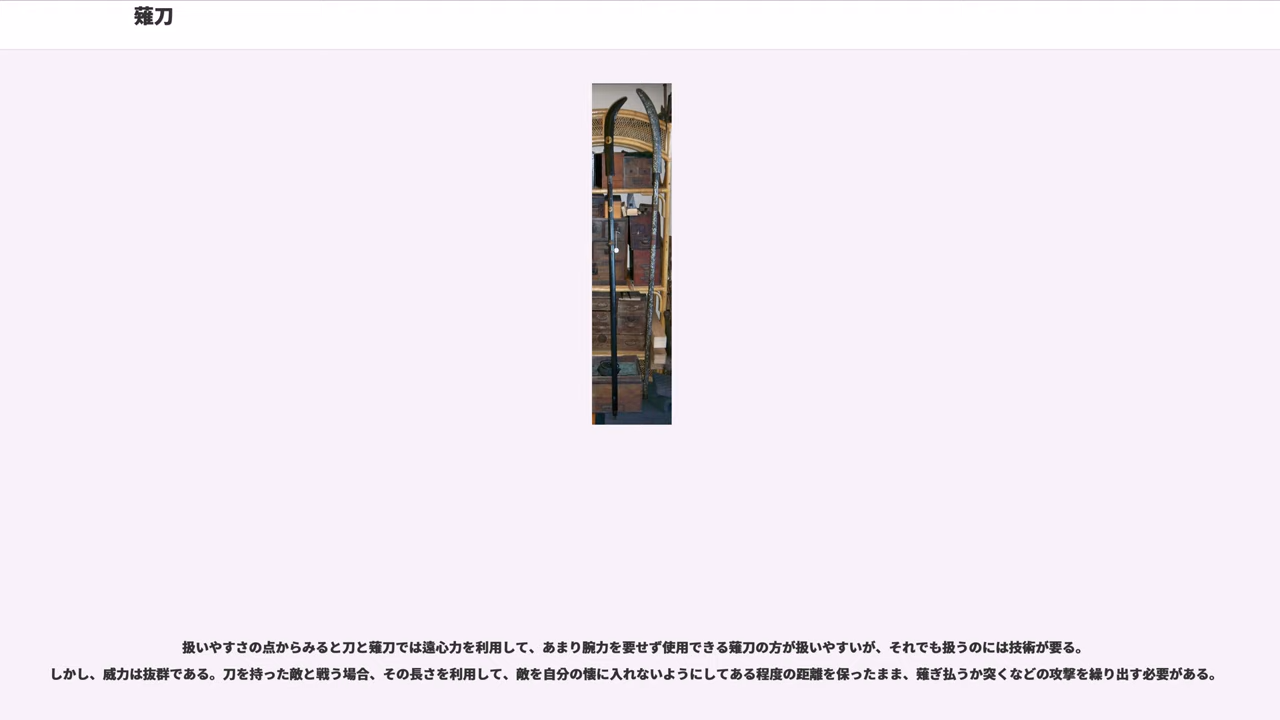 薙刀
扱いやすさの点からみると刀と薙刀では遠心力を利用して、あまり腕力を要せず使用できる薙刀の方が扱いやすいが、それでも扱うのには技術が要る。
しかし、威力は抜群である。刀を持った敵と戦う場合、その長さを利用して、敵を自分の懐に入れないようにしてある程度の距離を保ったまま、薙ぎ払うか突くなどの攻撃を繰り出す必要がある。